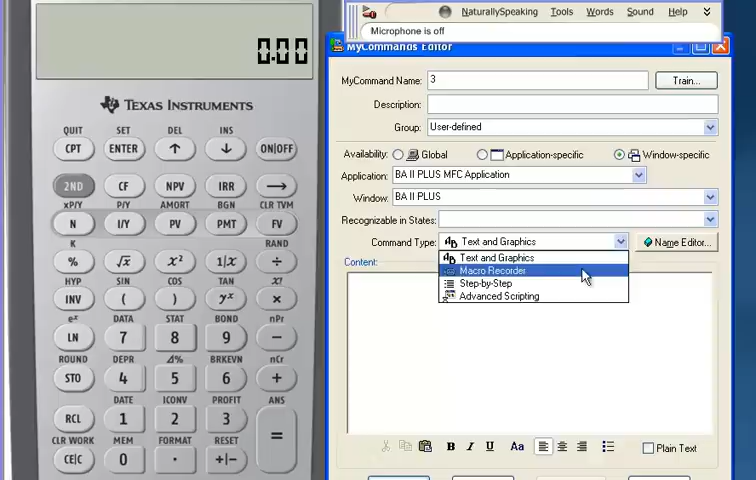 0.00
TEXAS INSTRUMENTS
QUIT SET DEL INS
CPT ENTER ↑ ↓ ON/OFF
2ND CF NPV IRR →
xP/Y P/Y AMORT BGN CLR TVM
N I/Y PV PMT FV
K RAND
% √x x² 1/x ÷
HYP SIN COS TAN x!
INV ( ) yˣ ×
eˣ DATA STAT BOND nPr
LN 7 8 9 −
ROUND DEPR Δ% BRKEVN nCr
STO 4 5 6 +
DATE ICONV PROFIT ANS
RCL 1 2 3 =
CLR WORK MEM FORMAT RESET
CE|C 0 . +|−
NaturallySpeaking Tools Words Sound Help
Microphone is off
MyCommands Editor
MyCommand Name: 3 Train...
Description:
Group: User-defined
Availability: Global Application-specific Window-specific
Application: BA II PLUS MFC Application
Window: BA II PLUS
Recognizable in States:
Command Type: Text and Graphics Name Editor...
Text and Graphics
Macro Recorder
Step-by-Step
Advanced Scripting
Content:
B I U Aa Plain Text